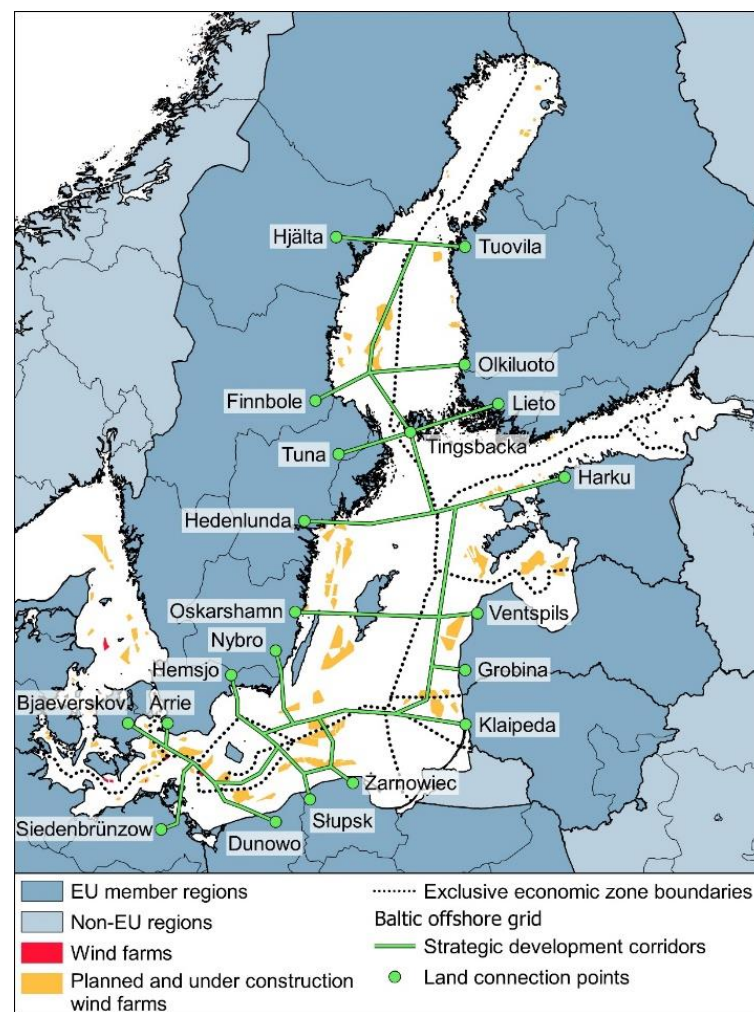 Hjälta
Tuovila
Olkiluoto
Finnbole
Lieto
Tingsbacka
Tuna
Harku
Hedenlunda
Oskarshamn
Ventspils
Nybro
Hemsjo
Grobina
Bjaeverskov
Arrie
Klaipeda
Żarnowiec
Słupsk
Siedenbrünzow
Dunowo
EU member regions
Non-EU regions
Wind farms
Planned and under construction
wind farms
Exclusive economic zone boundaries
Baltic offshore grid
Strategic development corridors
Land connection points